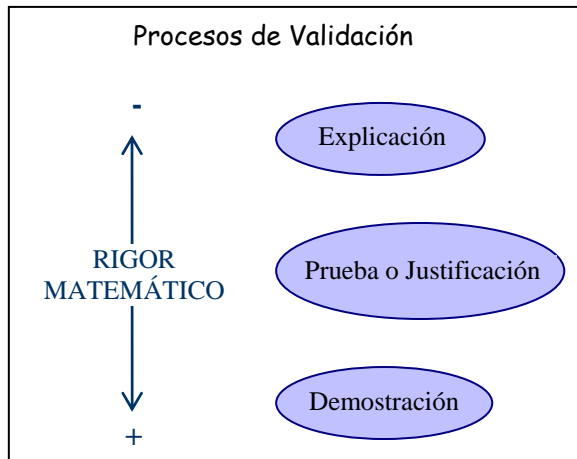 Procesos de Validación
-
Explicación
RIGOR
MATEMÁTICO
Prueba o Justificación
Demostración
+